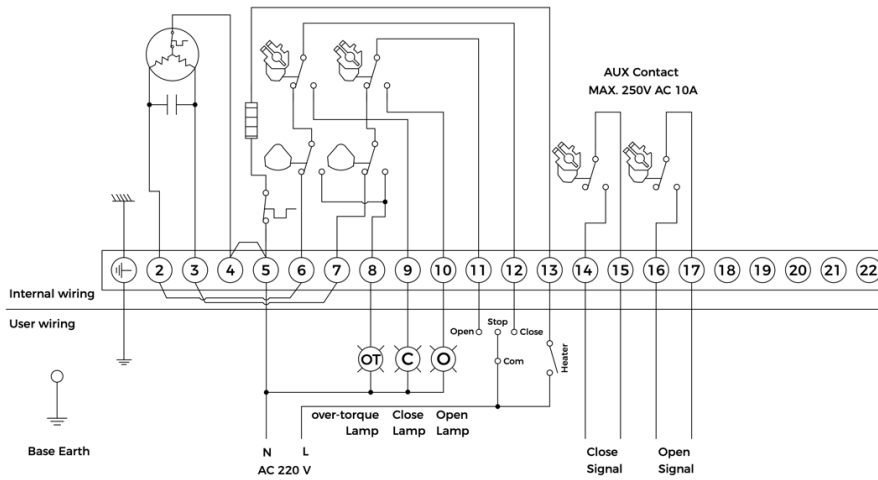 AUX Contact
MAX. 250V AC 10A
2 3 4 5 6 7 8 9 10 11 12 13 14 15 16 17 18 19 20 21 22
Internal wiring
User wiring
Open
Stop
Close
Com
Heater
OT C O
over-torque Lamp
Close Lamp
Open Lamp
N L
AC 220 V
Base Earth
Close Signal
Open Signal